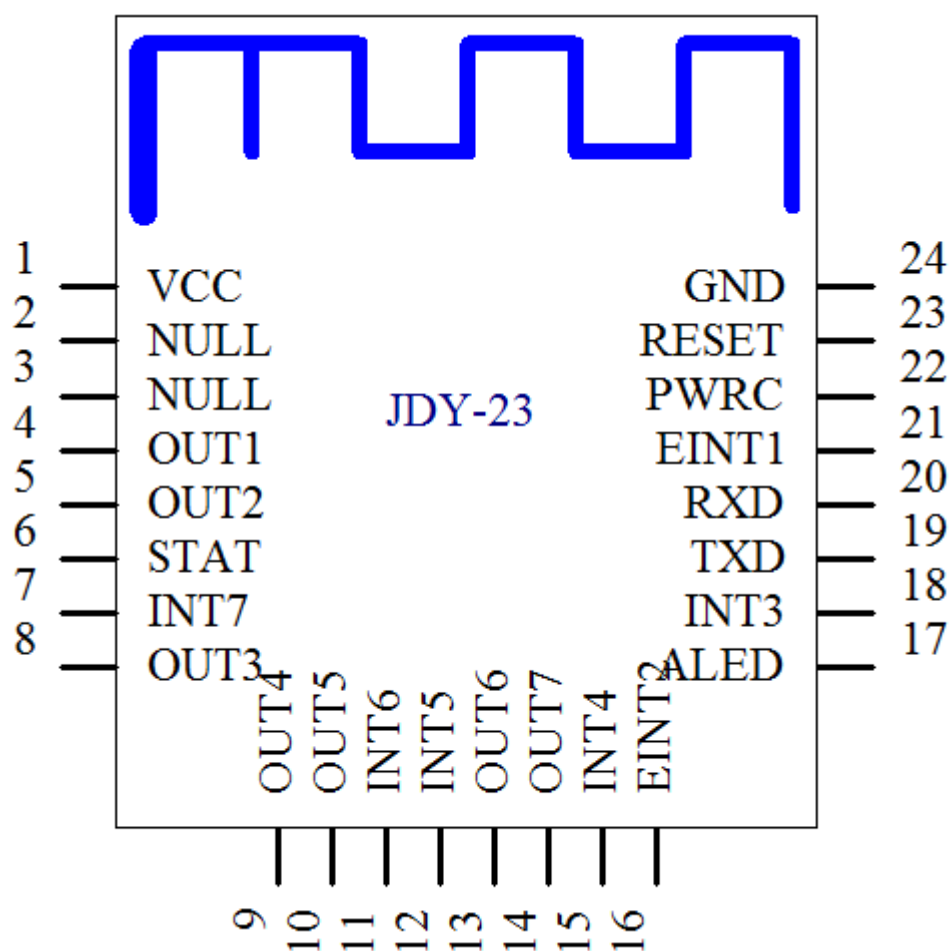 1 VCC GND 24
2 NULL RESET 23
3 NULL PWRC 22
JDY-23
4 OUT1 EINT1 21
5 OUT2 RXD 20
6 STAT TXD 19
7 INT7 INT3 18
8 OUT3 ALED 17
OUT4 OUT5 INT6 INT5 OUT6 OUT7 INT4 EINT2
9 10 11 12 13 14 15 16